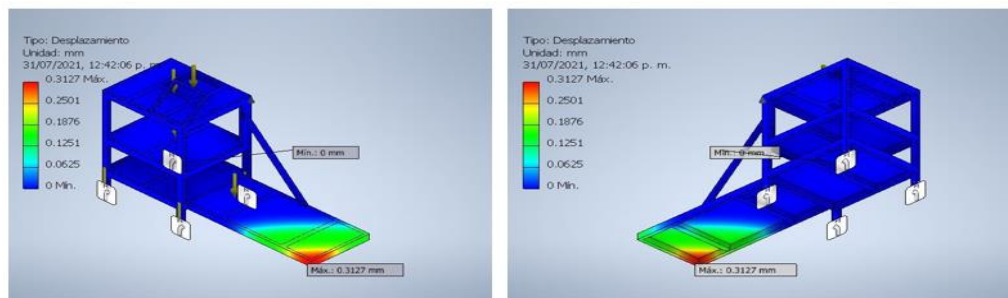 Tipo: Desplazamiento
Unidad: mm
31/07/2021, 12:42:06 p. m.
0.3127 Máx.
0.2501
0.1876
0.1251
0.0625
0 Mín.
Mín.: 0 mm
Máx.: 0.3127 mm
Tipo: Desplazamiento
Unidad: mm
31/07/2021, 12:42:06 p. m.
0.3127 Máx.
0.2501
0.1876
0.1251
0.0625
0 Mín.
Mín.: 0 mm
Máx.: 0.3127 mm